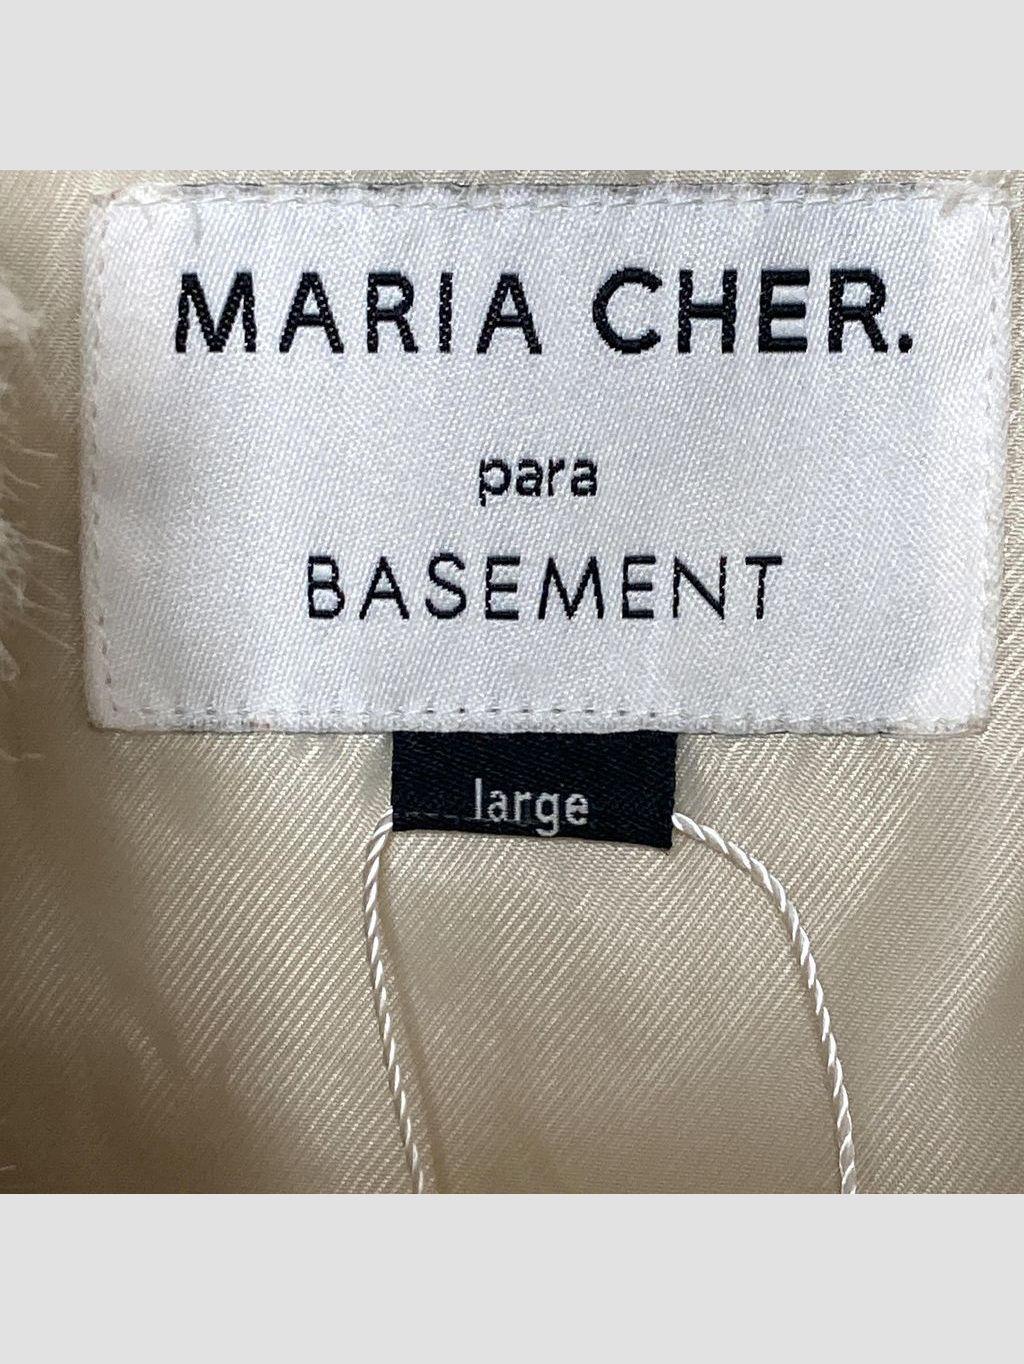 MARIA CHER.
para
BASEMENT
large